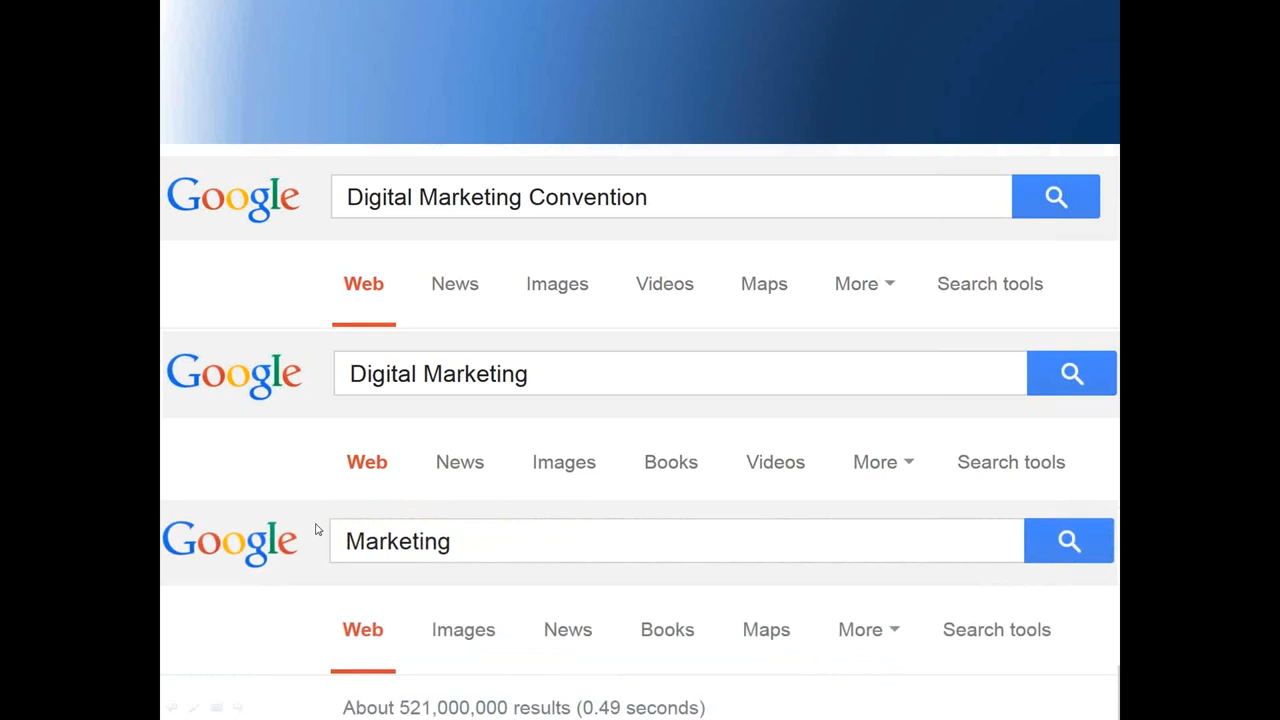 Google Digital Marketing Convention
Web News Images Videos Maps More Search tools
Google Digital Marketing
Web News Images Books Videos More Search tools
Google Marketing
Web Images News Books Maps More Search tools
About 521,000,000 results (0.49 seconds)